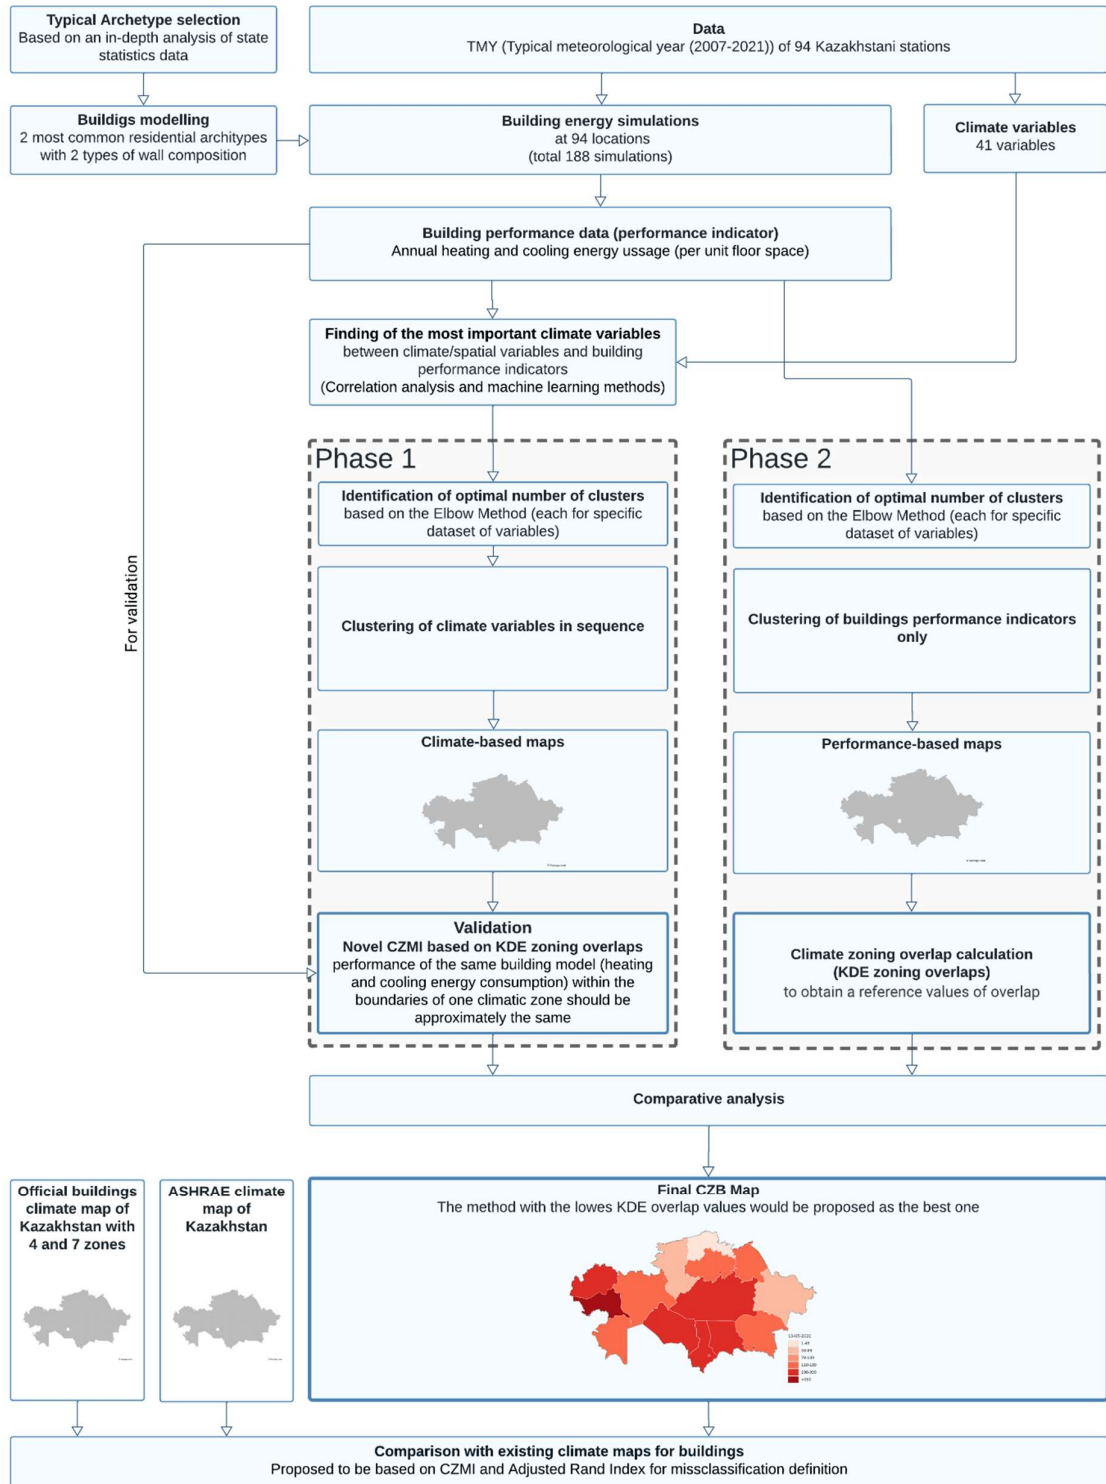 Typical Archetype selection
Based on an in-depth analysis of state
statistics data
Data
TMY (Typical meteorological year (2007-2021)) of 94 Kazakhstani stations
Buildigs modelling
2 most common residential architypes
with 2 types of wall composition
Building energy simulations
at 94 locations
(total 188 simulations)
Climate variables
41 variables
Building performance data (performance indicator)
Annual heating and cooling energy ussage (per unit floor space)
Finding of the most important climate variables
between climate/spatial variables and building
performance indicators
(Correlation analysis and machine learning methods)
For validation
Phase 1
Identification of optimal number of clusters
based on the Elbow Method (each for specific
dataset of variables)
Clustering of climate variables in sequence
Climate-based maps
Validation
Novel CZMI based on KDE zoning overlaps
performance of the same building model (heating
and cooling energy consumption) within the
boundaries of one climatic zone should be
approximately the same
Phase 2
Identification of optimal number of clusters
based on the Elbow Method (each for specific
dataset of variables)
Clustering of buildings performance indicators
only
Performance-based maps
Climate zoning overlap calculation
(KDE zoning overlaps)
to obtain a reference values of overlap
Comparative analysis
Official buildings
climate map of
Kazakhstan with
4 and 7 zones
ASHRAE climate
map of
Kazakhstan
Final CZB Map
The method with the lowes KDE overlap values would be proposed as the best one
Comparison with existing climate maps for buildings
Proposed to be based on CZMI and Adjusted Rand Index for missclassification definition